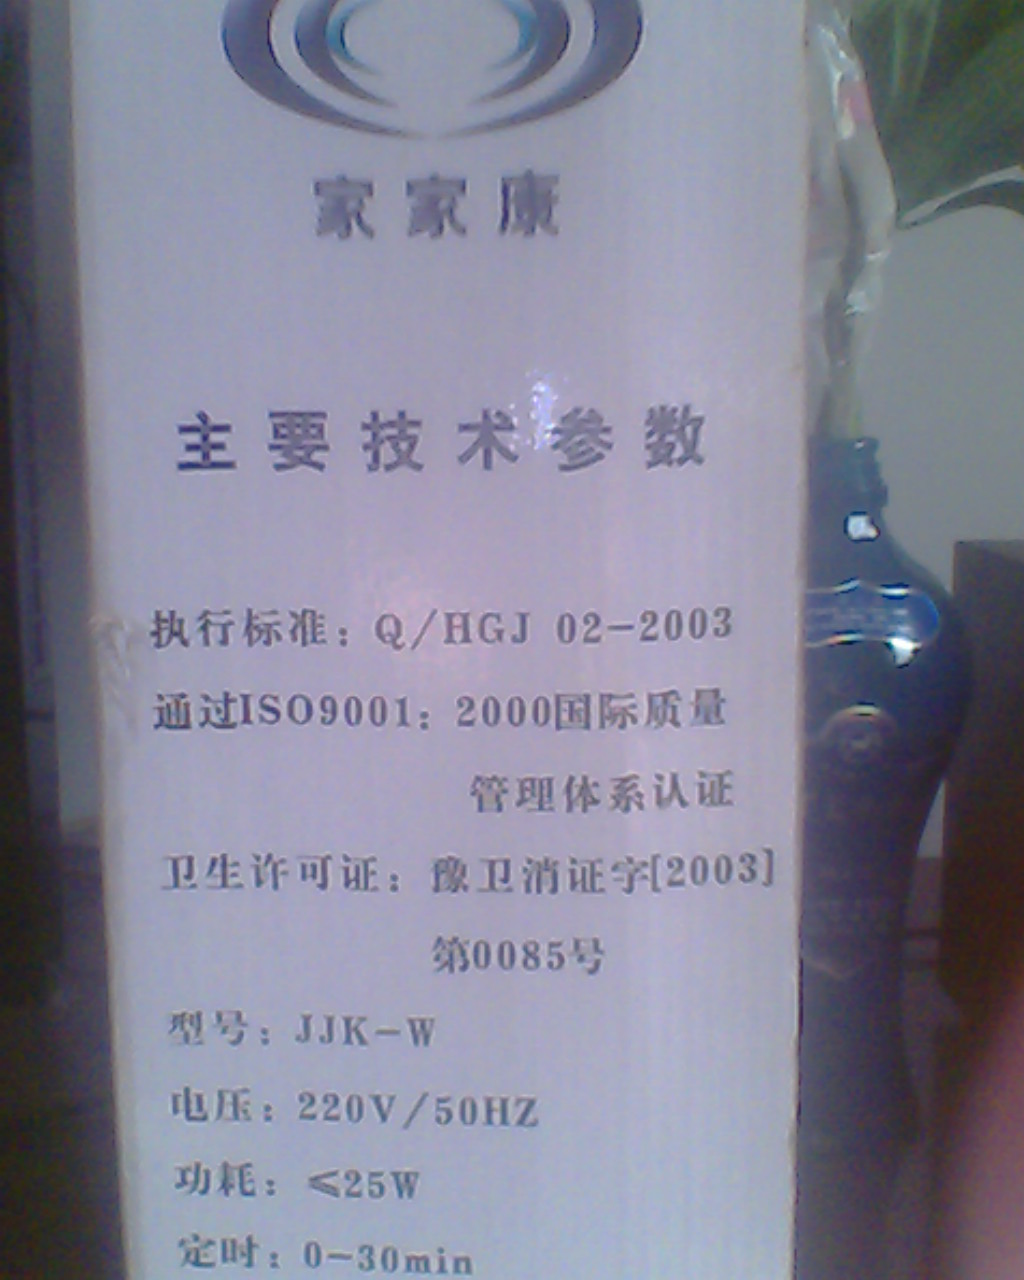 家家康
主要技术参数
执行标准：Q/HGJ 02-2003
通过ISO9001：2000国际质量
管理体系认证
卫生许可证：豫卫消证字[2003]
第0085号
型号：JJK-W
电压：220V/50HZ
功耗：≤25W
定时：0-30min